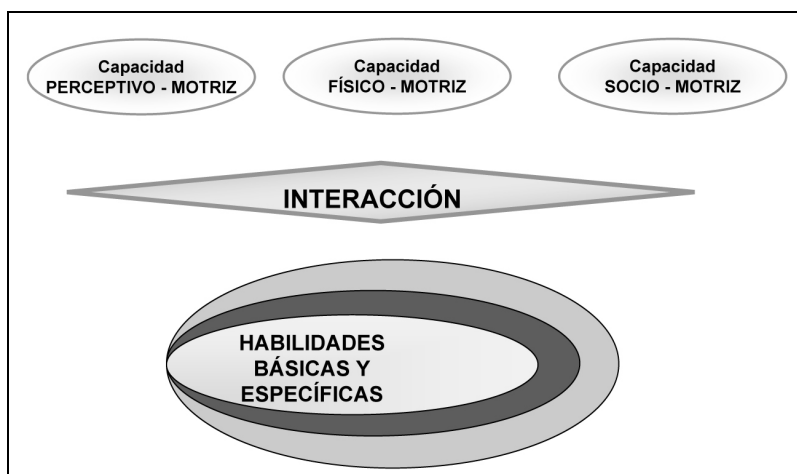 Capacidad
PERCEPTIVO - MOTRIZ
Capacidad
FÍSICO - MOTRIZ
Capacidad
SOCIO - MOTRIZ
INTERACCIÓN
HABILIDADES
BÁSICAS Y
ESPECÍFICAS